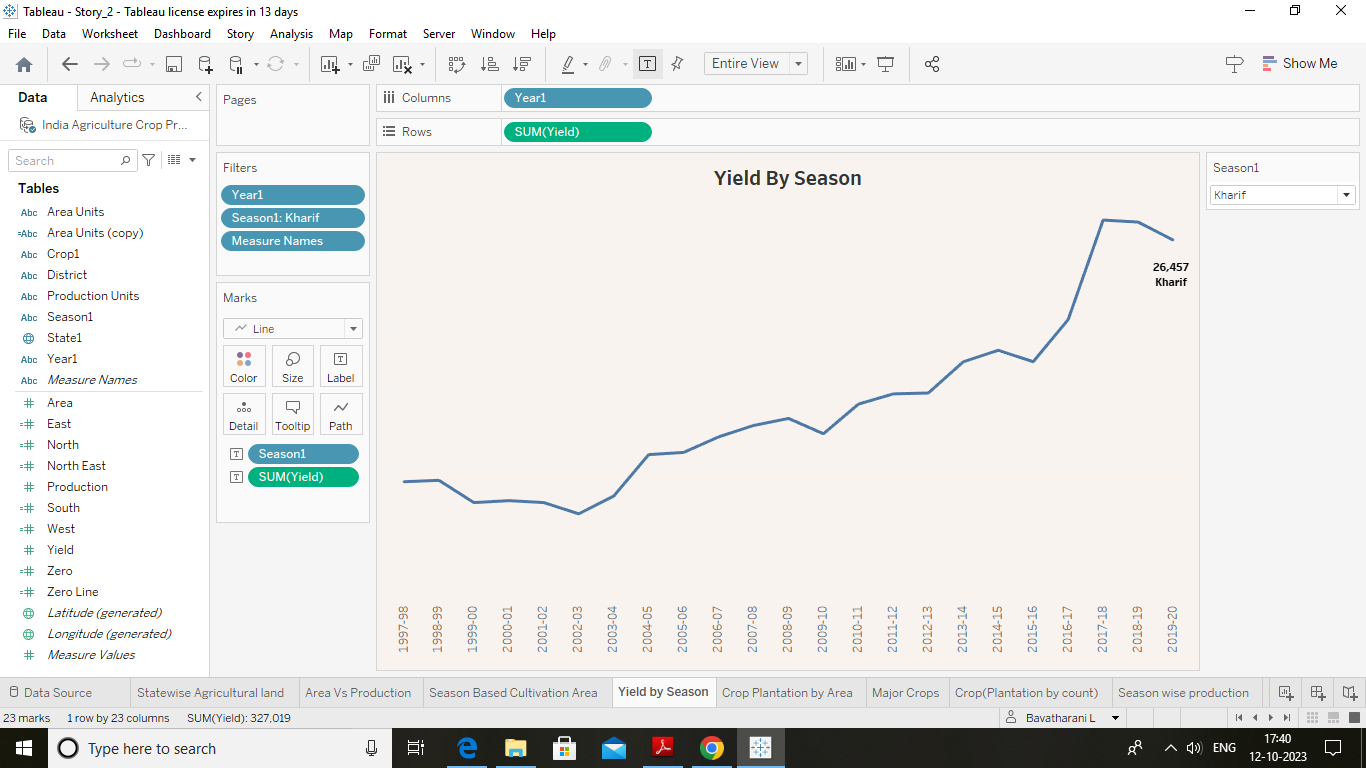 Tableau - Story_2 - Tableau license expires in 13 days
File Data Worksheet Dashboard Story Analysis Map Format Server Window Help
Entire View
Show Me
Data Analytics
India Agriculture Crop Pr...
Search
Tables
Abc Area Units
=Abc Area Units (copy)
Abc Crop1
Abc District
Abc Production Units
Abc Season1
State1
Abc Year1
Abc Measure Names
# Area
=# East
=# North
=# North East
# Production
=# South
=# West
# Yield
=# Zero
=# Zero Line
Latitude (generated)
Longitude (generated)
# Measure Values
Pages
Filters
Year1
Season1: Kharif
Measure Names
Marks
Line
Color Size Label
Detail Tooltip Path
Season1
SUM(Yield)
Columns Year1
Rows SUM(Yield)
Yield By Season
26,457
Kharif
1997-98
1998-99
1999-00
2000-01
2001-02
2002-03
2003-04
2004-05
2005-06
2006-07
2007-08
2008-09
2009-10
2010-11
2011-12
2012-13
2013-14
2014-15
2015-16
2016-17
2017-18
2018-19
2019-20
Season1
Kharif
Data Source Statewise Agricultural land Area Vs Production Season Based Cultivation Area Yield by Season Crop Plantation by Area Major Crops Crop(Plantation by count) Season wise production
23 marks 1 row by 23 columns SUM(Yield): 327,019 Bavatharani L
Type here to search
ENG
17:40
12-10-2023